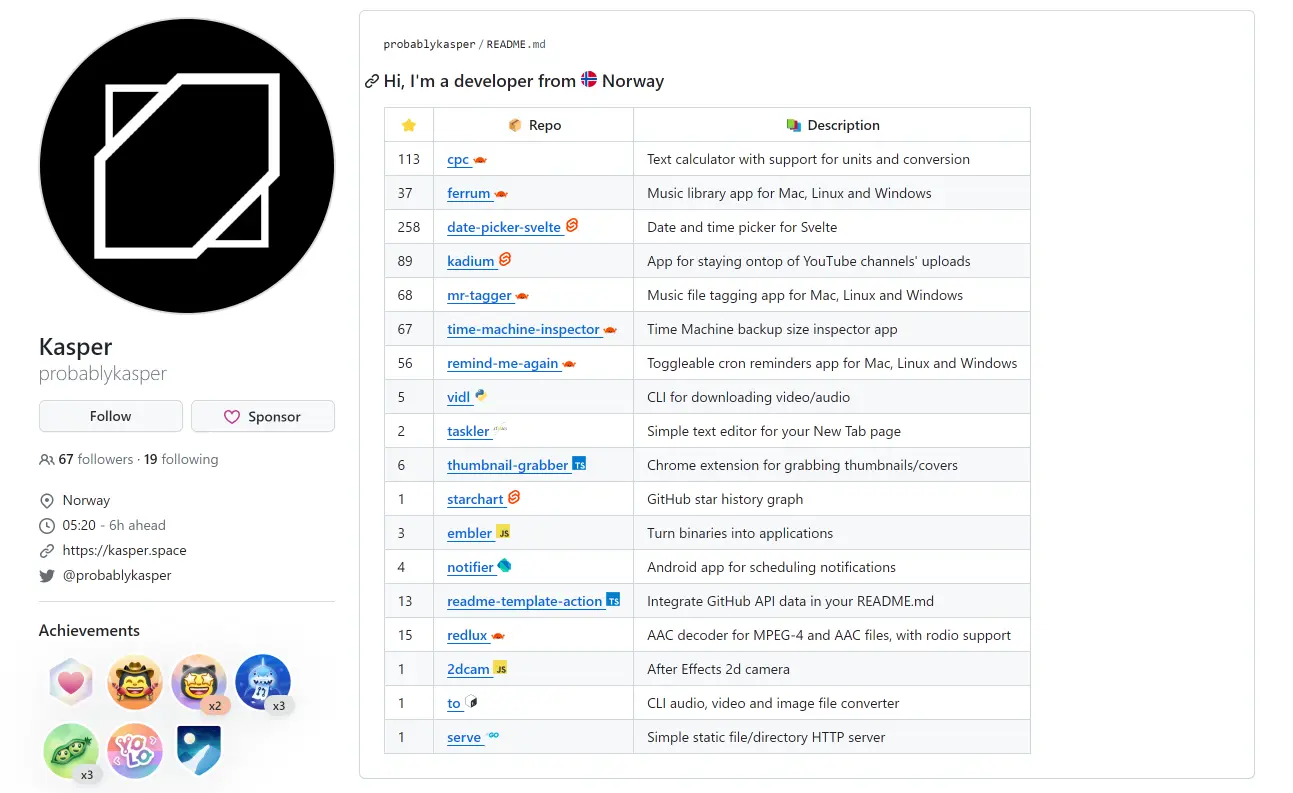 Kasper
probablykasper
Follow
Sponsor
67 followers · 19 following
Norway
05:20 - 6h ahead
https://kasper.space
@probablykasper
Achievements
x2
x3
x3
YOLO
probablykasper / README.md
Hi, I'm a developer from Norway
Repo Description
113 cpc Text calculator with support for units and conversion
37 ferrum Music library app for Mac, Linux and Windows
258 date-picker-svelte Date and time picker for Svelte
89 kadium App for staying ontop of YouTube channels' uploads
68 mr-tagger Music file tagging app for Mac, Linux and Windows
67 time-machine-inspector Time Machine backup size inspector app
56 remind-me-again Toggleable cron reminders app for Mac, Linux and Windows
5 vidl CLI for downloading video/audio
2 taskler Simple text editor for your New Tab page
6 thumbnail-grabber TS Chrome extension for grabbing thumbnails/covers
1 starchart GitHub star history graph
3 embler JS Turn binaries into applications
4 notifier Android app for scheduling notifications
13 readme-template-action TS Integrate GitHub API data in your README.md
15 redlux AAC decoder for MPEG-4 and AAC files, with rodio support
1 2dcam JS After Effects 2d camera
1 to CLI audio, video and image file converter
1 serve GO Simple static file/directory HTTP server